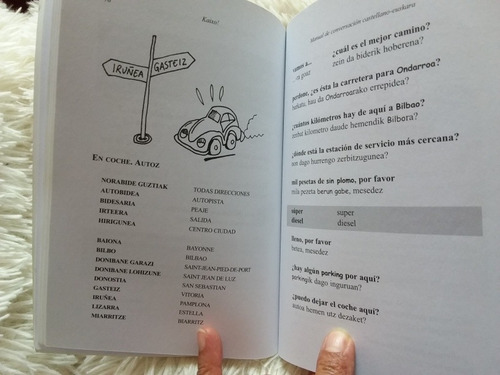 Kaixo!
IRUÑEA
GASTEIZ
EN COCHE. AUTOZ
NORABIDE GUZTIAK TODAS DIRECCIONES
AUTOBIDEA AUTOPISTA
BIDESARIA PEAJE
IRTEERA SALIDA
HIRIGUNEA CENTRO CIUDAD
BAIONA BAYONNE
BILBO BILBAO
DONIBANE GARAZI SAINT-JEAN-PIED-DE-PORT
DONIBANE LOHIZUNE SAINT JEAN DE LUZ
DONOSTIA SAN SEBASTIAN
GASTEIZ VITORIA
IRUÑEA PAMPLONA
LIZARRA ESTELLA
MIARRITZE BIARRITZ
Manual de conversación castellano-euskara
vamos a... ¿cuál es el mejor camino?
goaz zein da biderik hoberena?
perdone, ¿es ésta la carretera para Ondarroa?
barkatu, hau da Ondarroarako errepidea?
¿cuántos kilómetros hay de aquí a Bilbao?
zenbat kilometro daude hemendik Bilbora?
¿dónde está la estación de servicio más cercana?
non dago hurrengo zerbitzugunea?
mil pesetas de sin plomo, por favor
mila pezeta berun gabe, mesedez
súper super
diesel diesel
lleno, por favor
betea, mesedez
¿hay algún parking por aquí?
parkingik dago inguruan?
¿puedo dejar el coche aquí?
autoa hemen utz dezaket?